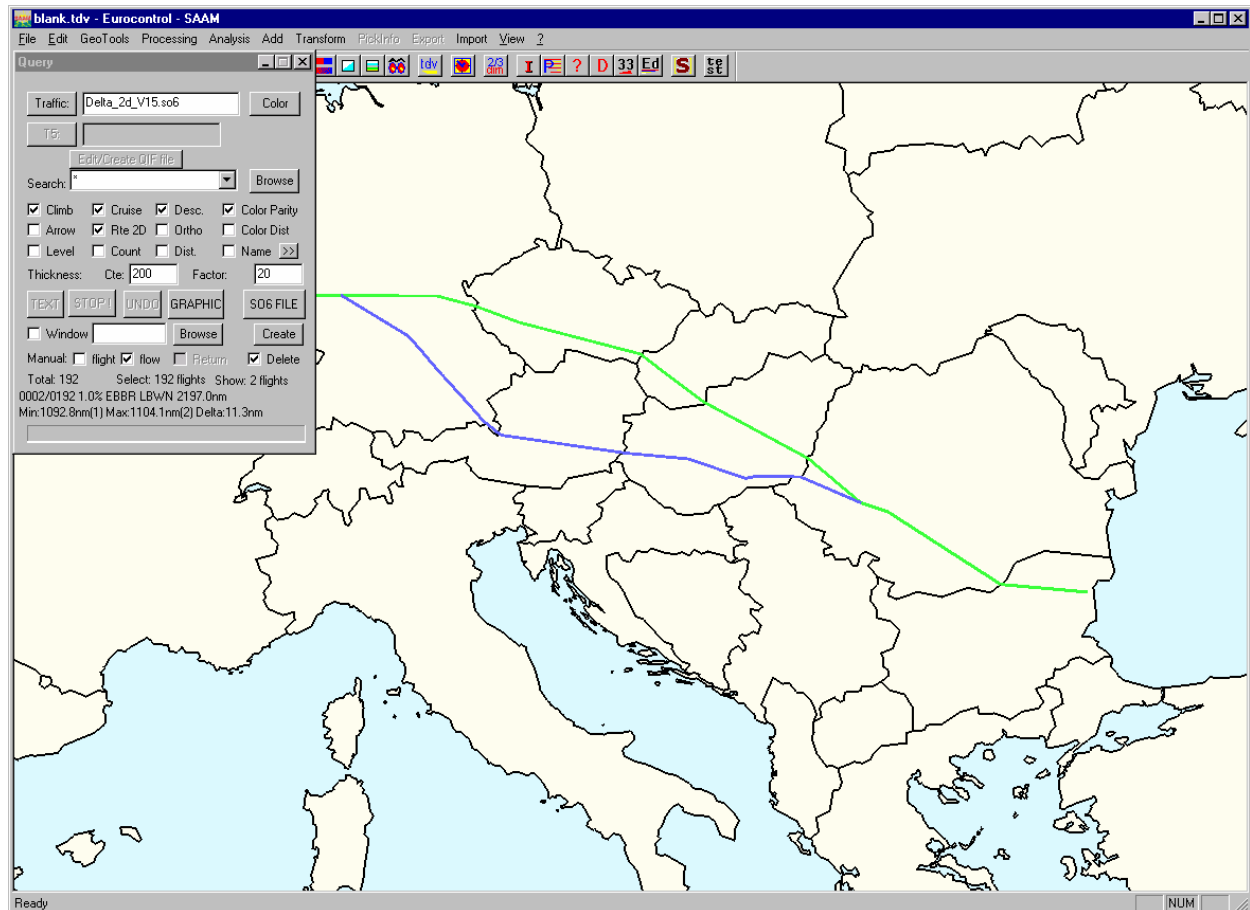 blank.tdv - Eurocontrol - SAAM
File Edit GeoTools Processing Analysis Add Transform PickInfo Export Import View ?
Query
tdv 2/3 dim I P ? D 33 Ed S te st
Traffic: Delta_2d_V15.so6 Color
T5:
Edit/Create QIF file
Search: * Browse
Climb Cruise Desc. Color Parity
Arrow Rte 2D Ortho Color Dist
Level Count Dist. Name >>
Thickness: Cte: 200 Factor: 20
TEXT STOP ! UNDO GRAPHIC SO6 FILE
Window Browse Create
Manual: flight flow Return Delete
Total: 192 Select: 192 flights Show: 2 flights
0002/0192 1.0% EBBR LBWN 2197.0nm
Min:1092.8nm(1) Max:1104.1nm(2) Delta:11.3nm
Ready NUM